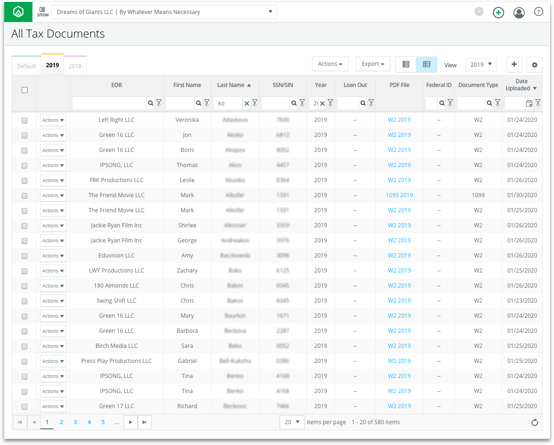 show
Dreams of Giants LLC | By Whatever Means Necessary
All Tax Documents
Default 2019 2018
Actions Export View 2019
EOR First Name Last Name SSN/SIN Year Loan Out PDF File Federal ID Document Type Date Uploaded
ko
Actions Left Right LLC Veronika 2019 -- W2 2019 -- W2 01/24/2020
Actions Green 16 LLC Jon 2019 -- W2 2019 -- W2 01/24/2020
Actions Green 16 LLC Boris 2019 -- W2 2019 -- W2 01/24/2020
Actions IPSONG, LLC Thomas 2019 -- W2 2019 -- W2 01/24/2020
Actions FRK Productions LLC Leslie 2019 -- W2 2019 -- W2 01/26/2020
Actions The Friend Movie LLC Mark 2019 -- 1099 2019 -- 1099 01/30/2020
Actions The Friend Movie LLC Mark 2019 -- W2 2019 -- W2 01/25/2020
Actions Jackie Ryan Film Inc Shirlee 2019 -- W2 2019 -- W2 01/26/2020
Actions Jackie Ryan Film Inc George 2019 -- W2 2019 -- W2 01/26/2020
Actions Eduvision LLC Amy 2019 -- W2 2019 -- W2 01/26/2020
Actions LWY Productions LLC Zachary 2019 -- W2 2019 -- W2 01/25/2020
Actions 180 Almonds LLC Chris 2019 -- W2 2019 -- W2 01/26/2020
Actions Swing Shift LLC Chris 2019 -- W2 2019 -- W2 01/23/2020
Actions Green 16 LLC Mary 2019 -- W2 2019 -- W2 01/24/2020
Actions Green 16 LLC Barbora 2019 -- W2 2019 -- W2 01/24/2020
Actions Birch Media LLC Sara 2019 -- W2 2019 -- W2 01/25/2020
Actions Press Play Productions LLC Gabriel 2019 -- W2 2019 -- W2 01/25/2020
Actions IPSONG, LLC Tina 2019 -- W2 2019 -- W2 01/24/2020
Actions IPSONG, LLC Tina 2019 -- W2 2019 -- W2 01/24/2020
Actions Green 17 LLC Richard 2019 -- W2 2019 -- W2 01/25/2020
1 2 3 4 5 ... 20 items per page 1 - 20 of 580 items